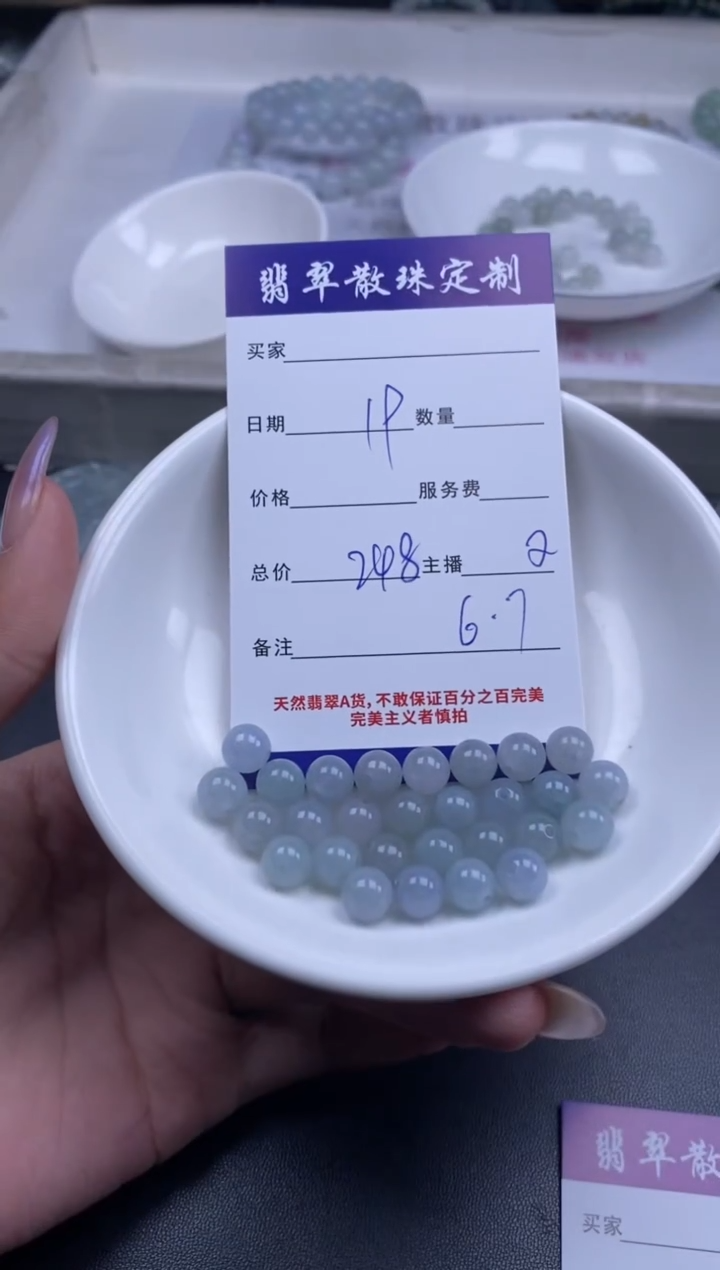 翡翠散珠定制
买家
日期 19 数量
价格 服务费
总价 248 主播 2
备注 6.7
天然翡翠A货,不敢保证百分之百完美
完美主义者慎拍
翡翠散
买家